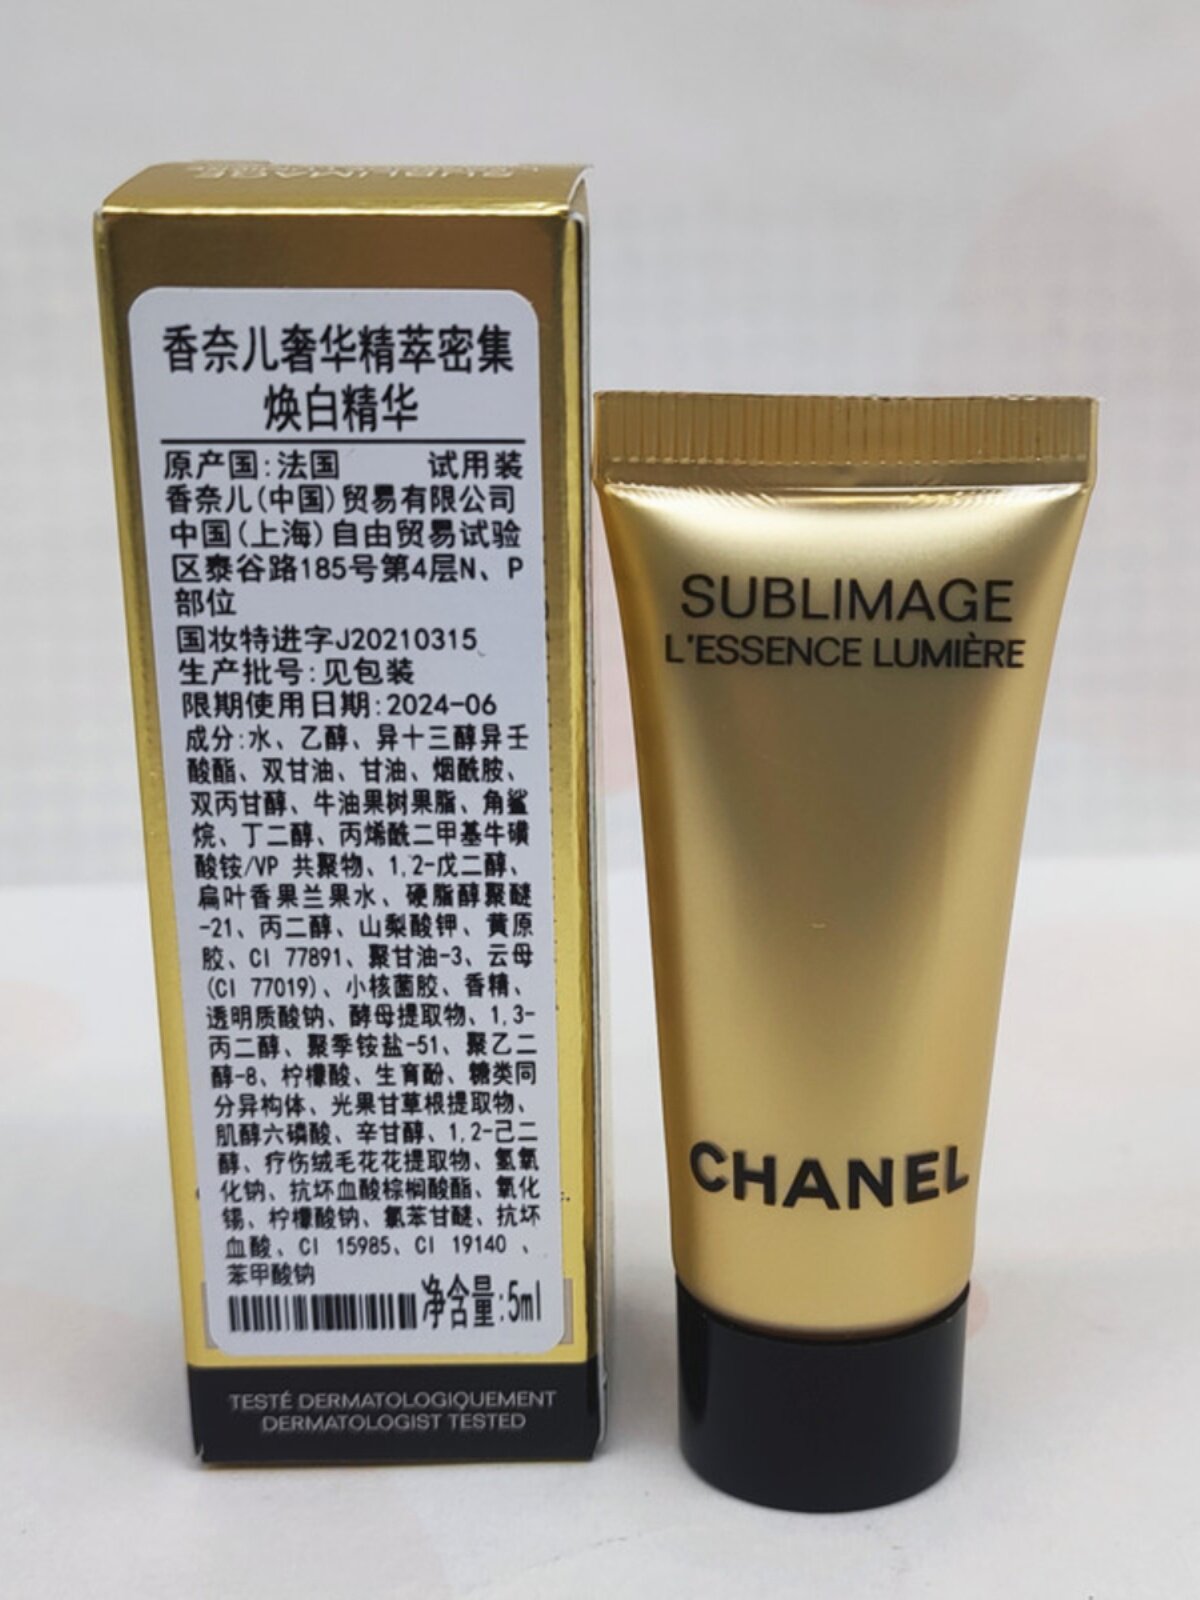 SUBLIMAGE
香奈儿奢华精萃密集
焕白精华
原产国:法国 试用装
香奈儿(中国)贸易有限公司
中国(上海)自由贸易试验
区泰谷路185号第4层N、P
部位
国妆特进字J20210315
生产批号:见包装
限期使用日期:2024-06
成分:水、乙醇、异十三醇异壬
酸酯、双甘油、甘油、烟酰胺、
双丙甘醇、牛油果树果脂、角鲨
烷、丁二醇、丙烯酰二甲基牛磺
酸铵/VP 共聚物、1,2-戊二醇、
扁叶香果兰果水、硬脂醇聚醚
-21、丙二醇、山梨酸钾、黄原
胶、CI 77891、聚甘油-3、云母
(CI 77019)、小核菌胶、香精、
透明质酸钠、酵母提取物、1,3-
丙二醇、聚季铵盐-51、聚乙二
醇-8、柠檬酸、生育酚、糖类同
分异构体、光果甘草根提取物、
肌醇六磷酸、辛甘醇、1,2-己二
醇、疗伤绒毛花花提取物、氢氧
化钠、抗坏血酸棕榈酸酯、氧化
锡、柠檬酸钠、氯苯甘醚、抗坏
血酸、CI 15985、CI 19140 、
苯甲酸钠
净含量:5ml
TESTÉ DERMATOLOGIQUEMENT
DERMATOLOGIST TESTED
SUBLIMAGE
L'ESSENCE LUMIÈRE
CHANEL